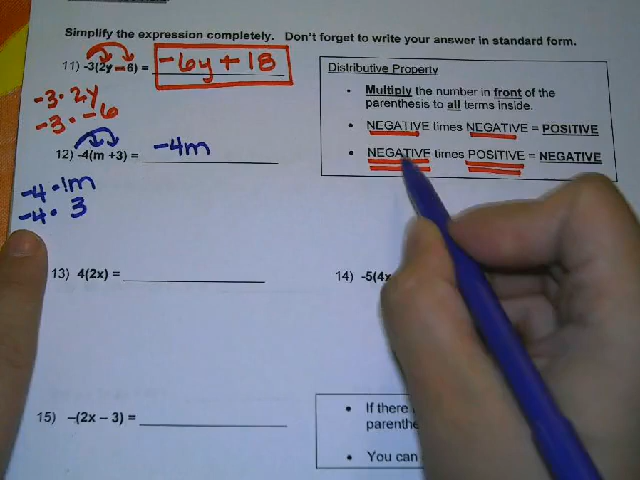 Simplify the expression completely. Don't forget to write your answer in standard form.
11) -3(2y – 6) = -6y + 18
-3 · 2y
-3 · -6
12) -4(m +3) = -4m
-4 · 1m
-4 · 3
Distributive Property
• Multiply the number in front of the
parenthesis to all terms inside.
• NEGATIVE times NEGATIVE = POSITIVE
• NEGATIVE times POSITIVE = NEGATIVE
13) 4(2x) =
14) -5(4x
15) –(2x – 3) =
• If there
parenthe
• You can